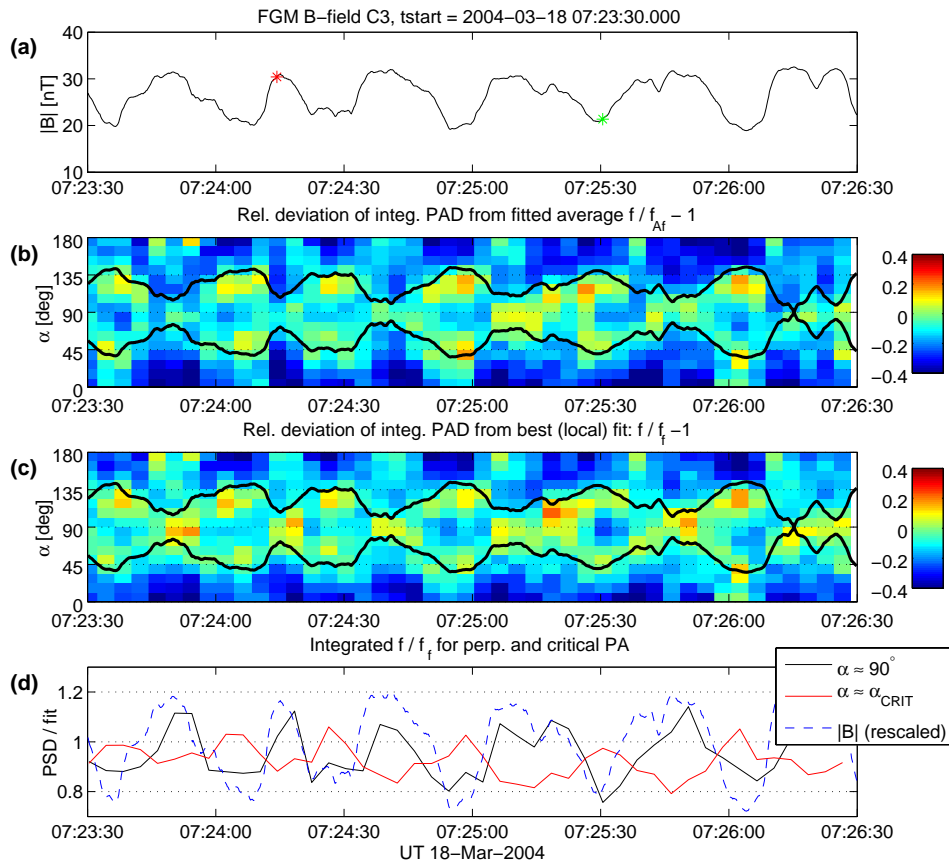 FGM B−field C3, tstart = 2004−03−18 07:23:30.000
(a)
40
30
20
10
|B| [nT]
07:23:30 07:24:00 07:24:30 07:25:00 07:25:30 07:26:00 07:26:30
Rel. deviation of integ. PAD from fitted average f / f_Af − 1
(b)
180
135
90
45
0
α [deg]
0.4
0.2
0
−0.2
−0.4
07:23:30 07:24:00 07:24:30 07:25:00 07:25:30 07:26:00 07:26:30
Rel. deviation of integ. PAD from best (local) fit: f / f_f −1
(c)
180
135
90
45
0
α [deg]
0.4
0.2
0
−0.2
−0.4
07:23:30 07:24:00 07:24:30 07:25:00 07:25:30 07:26:00 07:26:30
Integrated f / f_f for perp. and critical PA
(d)
1.2
1
0.8
PSD / fit
α ≈ 90°
α ≈ α_CRIT
|B| (rescaled)
07:23:30 07:24:00 07:24:30 07:25:00 07:25:30 07:26:00 07:26:30
UT 18−Mar−2004